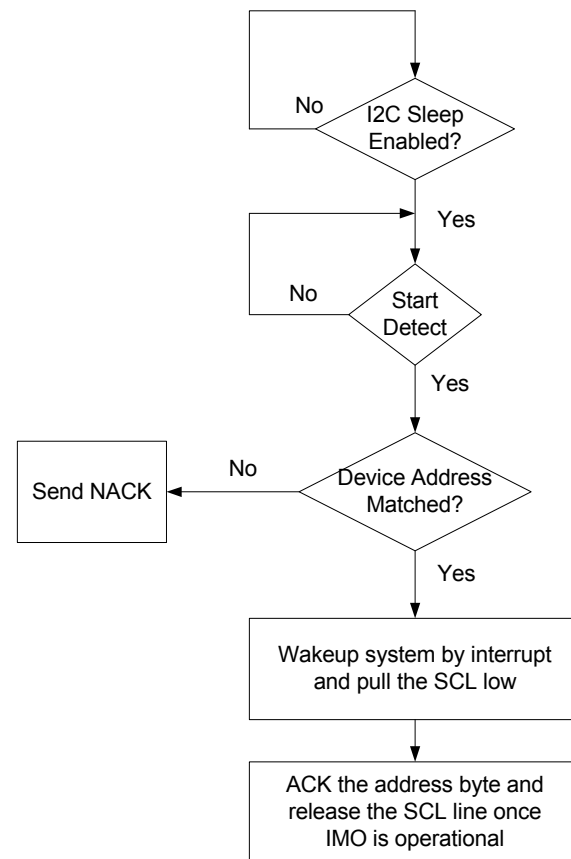 No
I2C Sleep
Enabled?
Yes
No
Start
Detect
Yes
Send NACK
No
Device Address
Matched?
Yes
Wakeup system by interrupt
and pull the SCL low
ACK the address byte and
release the SCL line once
IMO is operational